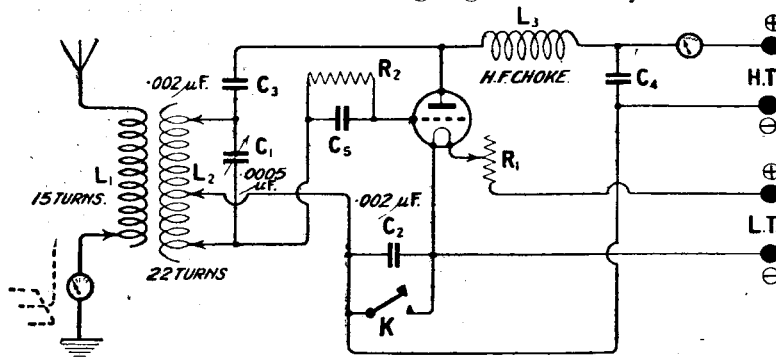 L3
H.F. CHOKE.
R2
.002 µF.
C3
C4
H.T
⊕
⊖
C5
C1
.0005
µF.
L1
L2
15 TURNS.
R1
.002 µF.
C2
⊕
L.T
⊖
22 TURNS
K